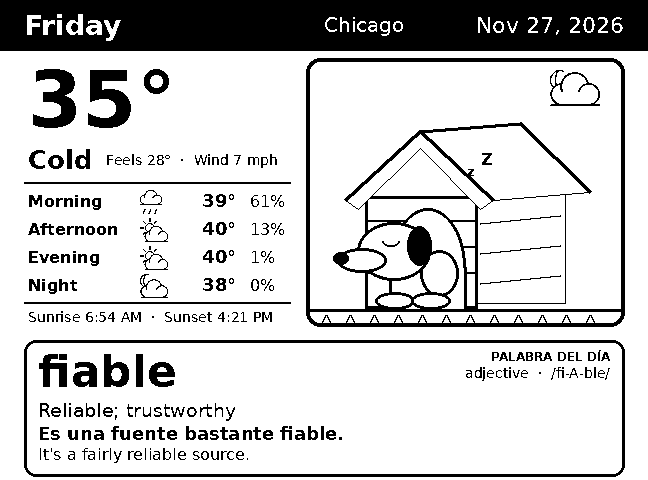 Friday Chicago Nov 27, 2026
35°
Cold Feels 28° · Wind 7 mph
Morning 39° 61%
Afternoon 40° 13%
Evening 40° 1%
Night 38° 0%
Sunrise 6:54 AM · Sunset 4:21 PM
Z
z
fiable
PALABRA DEL DÍA
adjective · /fi-A-ble/
Reliable; trustworthy
Es una fuente bastante fiable.
It's a fairly reliable source.